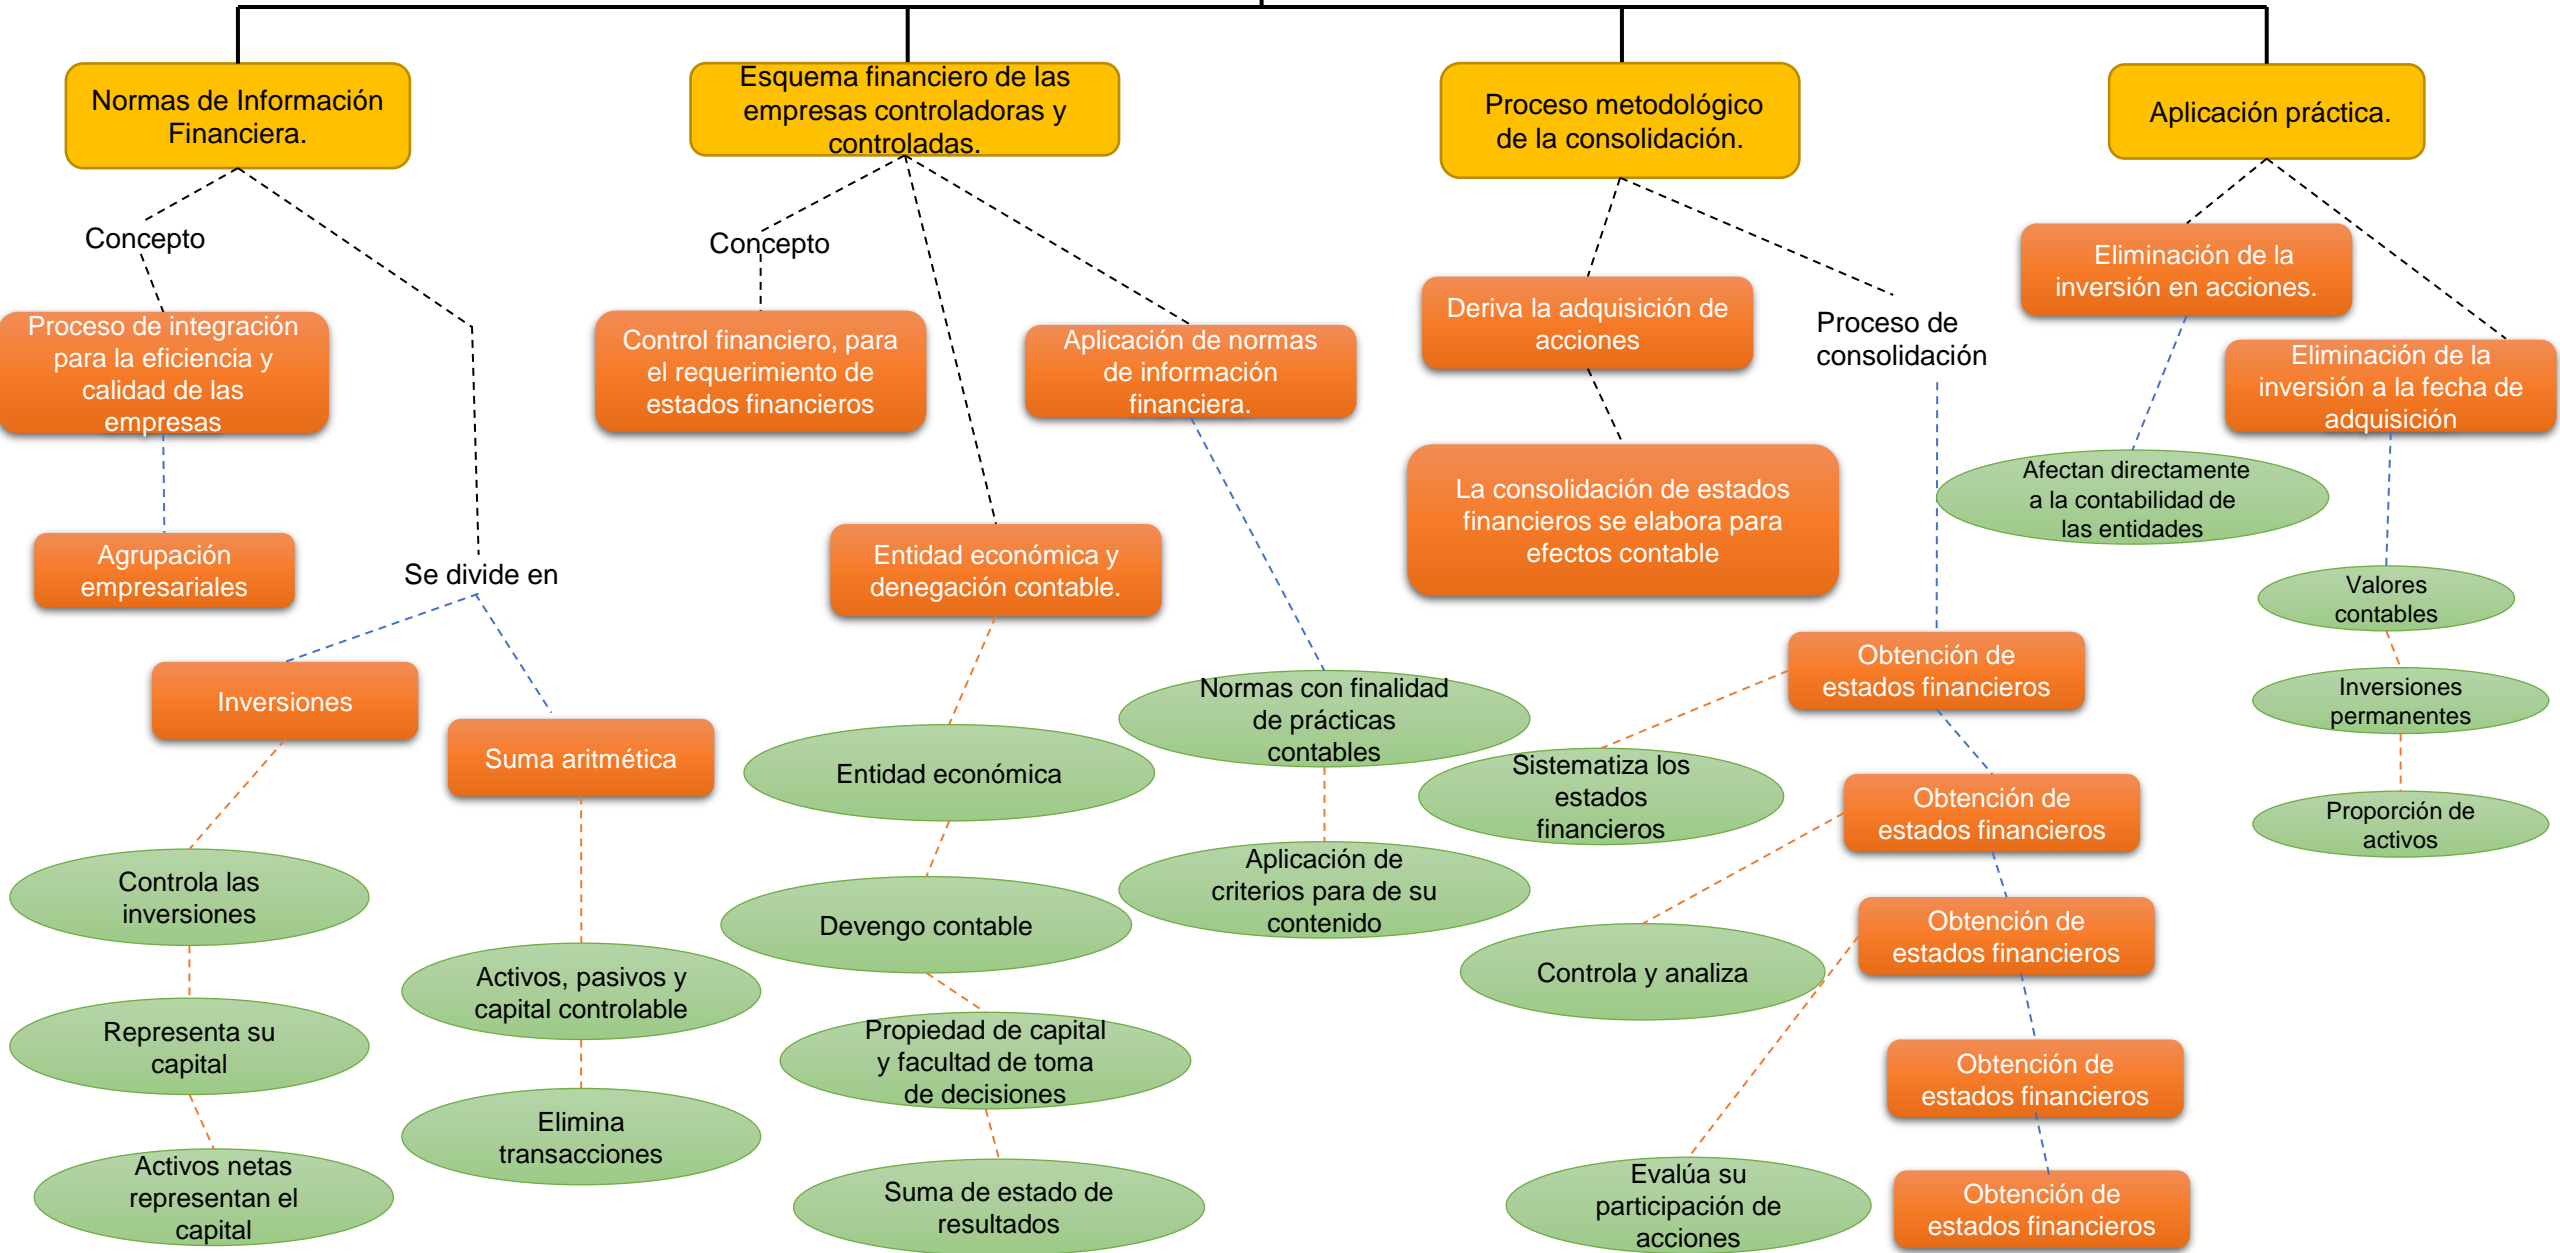 Normas de Información
Financiera.
Concepto
Proceso de integración
para la eficiencia y
calidad de las
empresas
Agrupación
empresariales
Se divide en
Inversiones
Controla las
inversiones
Representa su
capital
Activos netas
representan el
capital
Suma aritmética
Activos, pasivos y
capital controlable
Elimina
transacciones
Esquema financiero de las
empresas controladoras y
controladas.
Concepto
Control financiero, para
el requerimiento de
estados financieros
Entidad económica y
denegación contable.
Entidad económica
Devengo contable
Propiedad de capital
y facultad de toma
de decisiones
Suma de estado de
resultados
Aplicación de normas
de información
financiera.
Normas con finalidad
de prácticas
contables
Aplicación de
criterios para de su
contenido
Proceso metodológico
de la consolidación.
Deriva la adquisición de
acciones
La consolidación de estados
financieros se elabora para
efectos contable
Proceso de
consolidación
Obtención de
estados financieros
Sistematiza los
estados
financieros
Obtención de
estados financieros
Controla y analiza
Obtención de
estados financieros
Evalúa su
participación de
acciones
Obtención de
estados financieros
Obtención de
estados financieros
Aplicación práctica.
Eliminación de la
inversión en acciones.
Afectan directamente
a la contabilidad de
las entidades
Eliminación de la
inversión a la fecha de
adquisición
Valores
contables
Inversiones
permanentes
Proporción de
activos